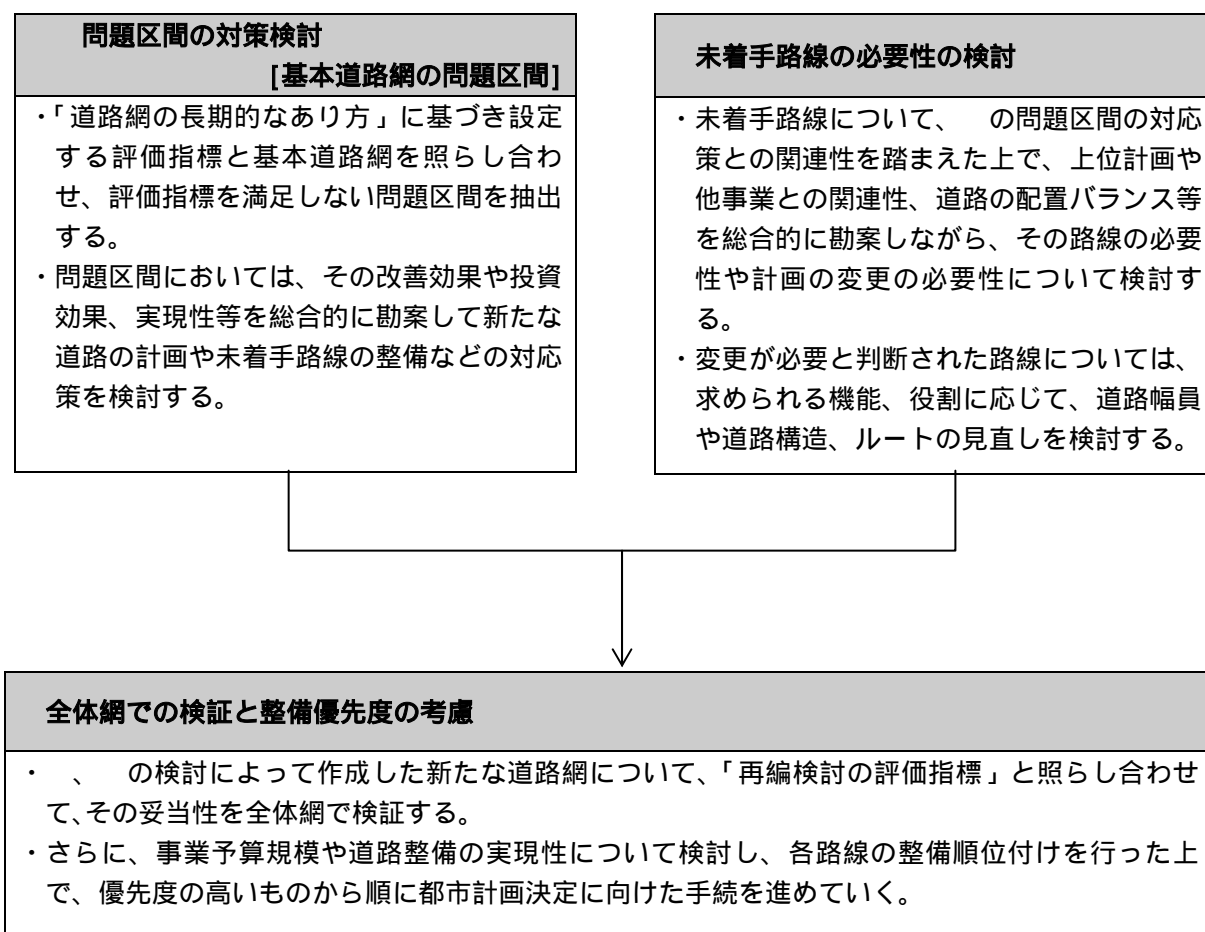 問題区間の対策検討
[基本道路網の問題区間]
・「道路網の長期的なあり方」に基づき設定
する評価指標と基本道路網を照らし合わ
せ、評価指標を満足しない問題区間を抽出
する。
・問題区間においては、その改善効果や投資
効果、実現性等を総合的に勘案して新たな
道路の計画や未着手路線の整備などの対応
策を検討する。
未着手路線の必要性の検討
・未着手路線について、　の問題区間の対応
策との関連性を踏まえた上で、上位計画や
他事業との関連性、道路の配置バランス等
を総合的に勘案しながら、その路線の必要
性や計画の変更の必要性について検討す
る。
・変更が必要と判断された路線については、
求められる機能、役割に応じて、道路幅員
や道路構造、ルートの見直しを検討する。
全体網での検証と整備優先度の考慮
・　、　の検討によって作成した新たな道路網について、「再編検討の評価指標」と照らし合わせ
て、その妥当性を全体網で検証する。
・さらに、事業予算規模や道路整備の実現性について検討し、各路線の整備順位付けを行った上
で、優先度の高いものから順に都市計画決定に向けた手続を進めていく。